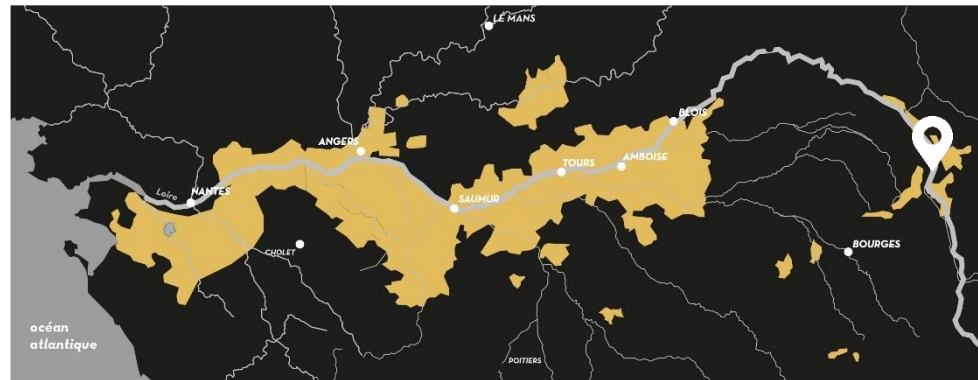 LE MANS
BLOIS
ANGERS
TOURS
AMBOISE
Loire
NANTES
SAUMUR
CHOLET
BOURGES
océan
atlantique
POITIERS